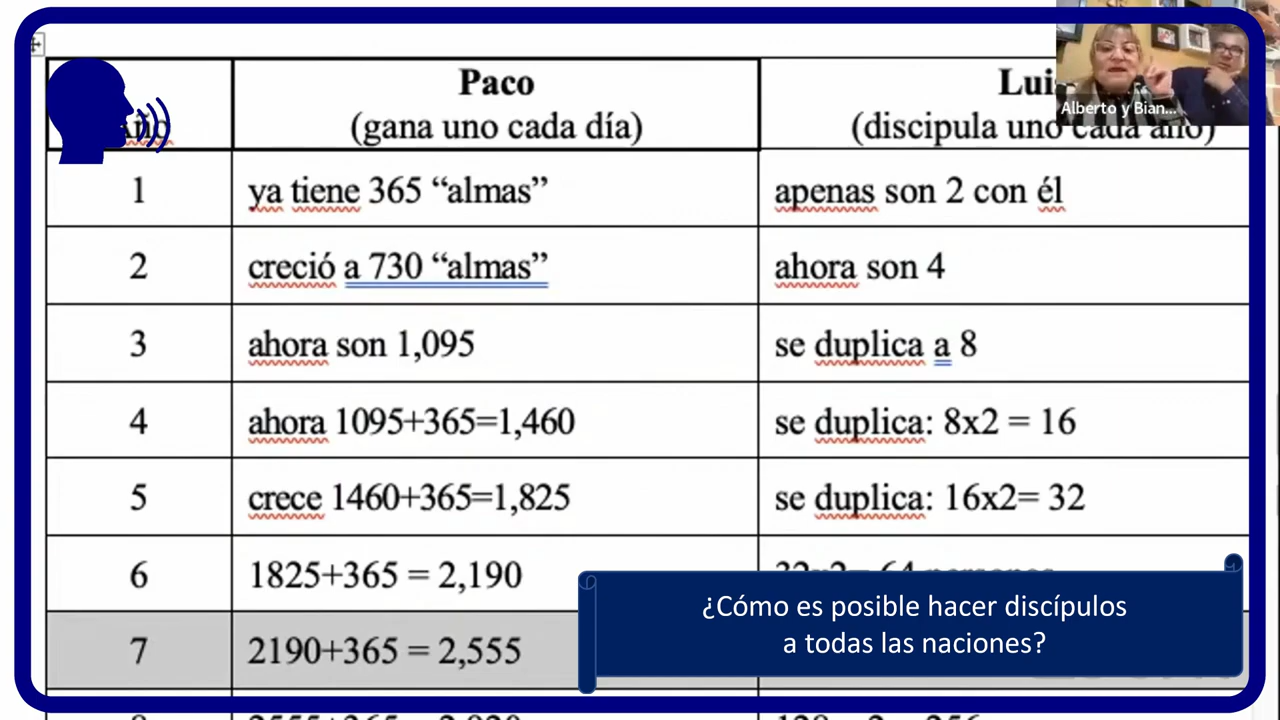 Paco
(gana uno cada día)
Alberto y Bian...
(discipula uno cada año)
1
ya tiene 365 “almas”
apenas son 2 con él
2
creció a 730 “almas”
ahora son 4
3
ahora son 1,095
se duplica a 8
4
ahora 1095+365=1,460
se duplica: 8x2 = 16
5
crece 1460+365=1,825
se duplica: 16x2= 32
6
1825+365 = 2,190
7
2190+365 = 2,555
¿Cómo es posible hacer discípulos
a todas las naciones?